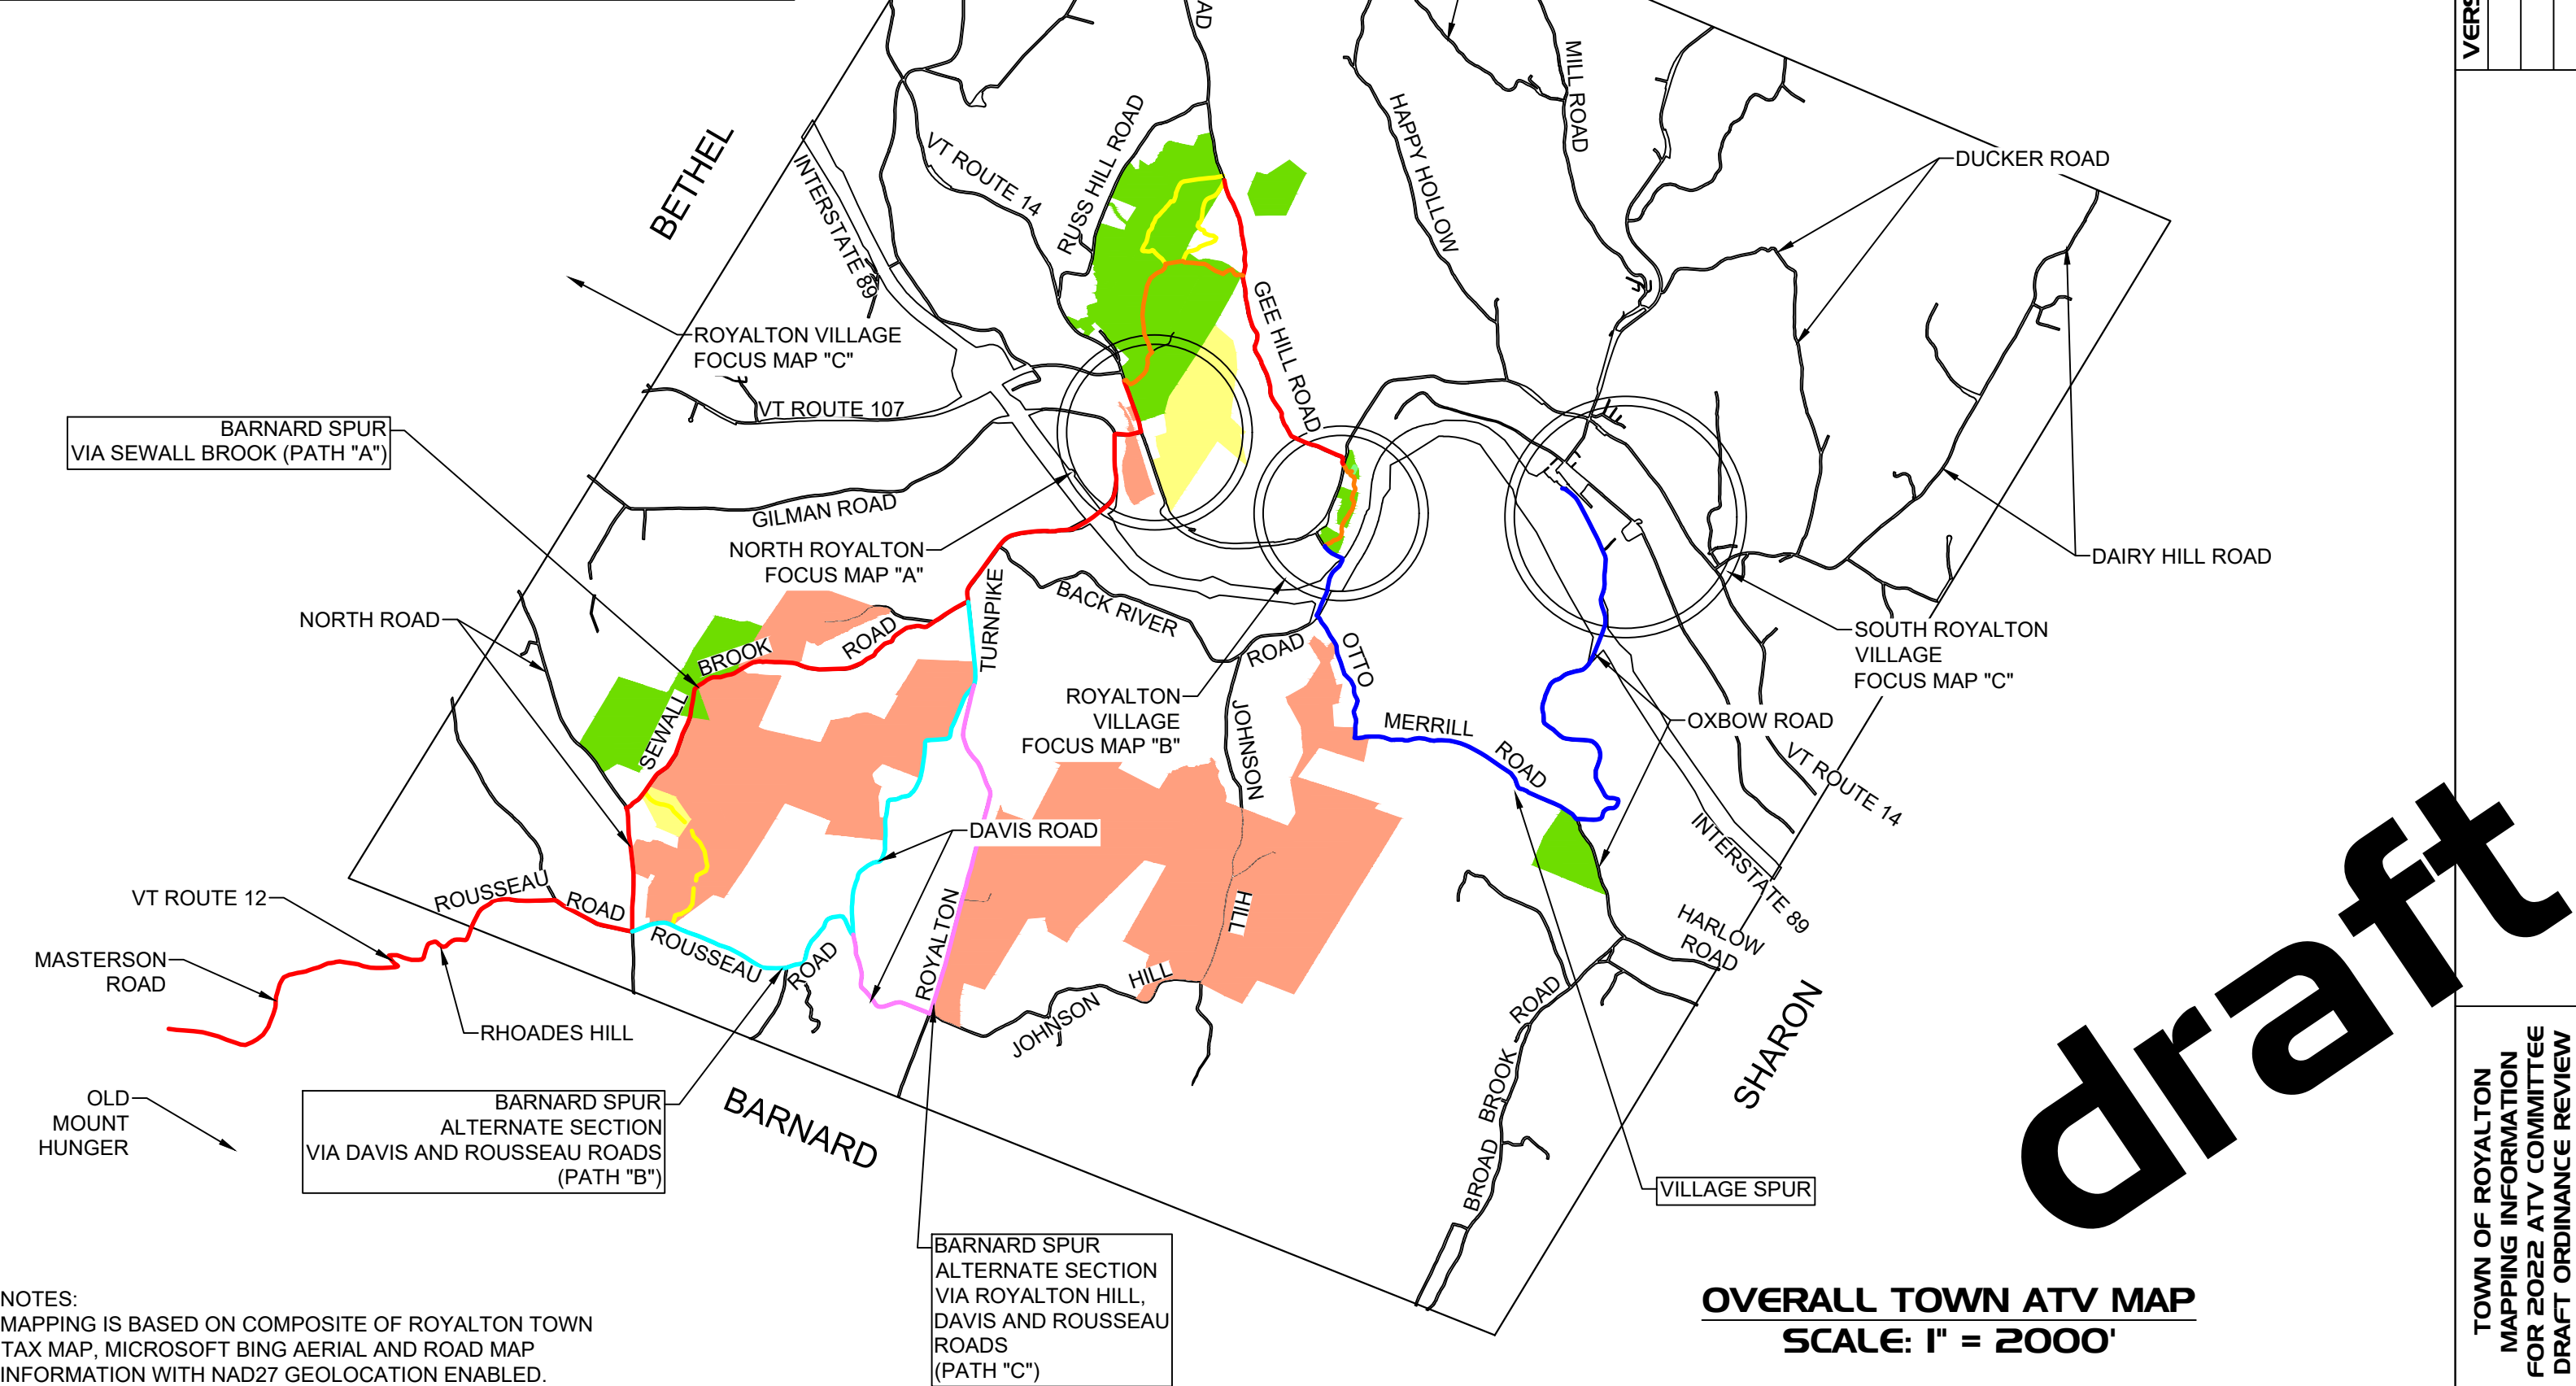 AD
VERS
MILL ROAD
HAPPY HOLLOW
DUCKER ROAD
RUSS HILL ROAD
VT ROUTE 14
INTERSTATE 89
BETHEL
GEE HILL ROAD
ROYALTON VILLAGE
FOCUS MAP "C"
VT ROUTE 107
BARNARD SPUR
VIA SEWALL BROOK (PATH "A")
GILMAN ROAD
NORTH ROYALTON
FOCUS MAP "A"
DAIRY HILL ROAD
NORTH ROAD
TURNPIKE
BACK RIVER
ROAD
SEWALL
BROOK
ROAD
OTTO
MERRILL
ROAD
SOUTH ROYALTON
VILLAGE
FOCUS MAP "C"
ROYALTON
VILLAGE
FOCUS MAP "B"
JOHNSON
HILL
OXBOW ROAD
VT ROUTE 14
INTERSTATE 89
DAVIS ROAD
VT ROUTE 12
ROUSSEAU
ROAD
ROUSSEAU
ROAD
ROYALTON
JOHNSON
HILL
HARLOW
ROAD
MASTERSON
ROAD
RHOADES HILL
OLD
MOUNT
HUNGER
BARNARD SPUR
ALTERNATE SECTION
VIA DAVIS AND ROUSSEAU ROADS
(PATH "B")
BARNARD
SHARON
BROAD
BROOK
ROAD
VILLAGE SPUR
BARNARD SPUR
ALTERNATE SECTION
VIA ROYALTON HILL,
DAVIS AND ROUSSEAU
ROADS
(PATH "C")
draft
NOTES:
MAPPING IS BASED ON COMPOSITE OF ROYALTON TOWN
TAX MAP, MICROSOFT BING AERIAL AND ROAD MAP
INFORMATION WITH NAD27 GEOLOCATION ENABLED.
OVERALL TOWN ATV MAP
SCALE: 1" = 2000'
TOWN OF ROYALTON
MAPPING INFORMATION
FOR 2022 ATV COMMITTEE
DRAFT ORDINANCE REVIEW